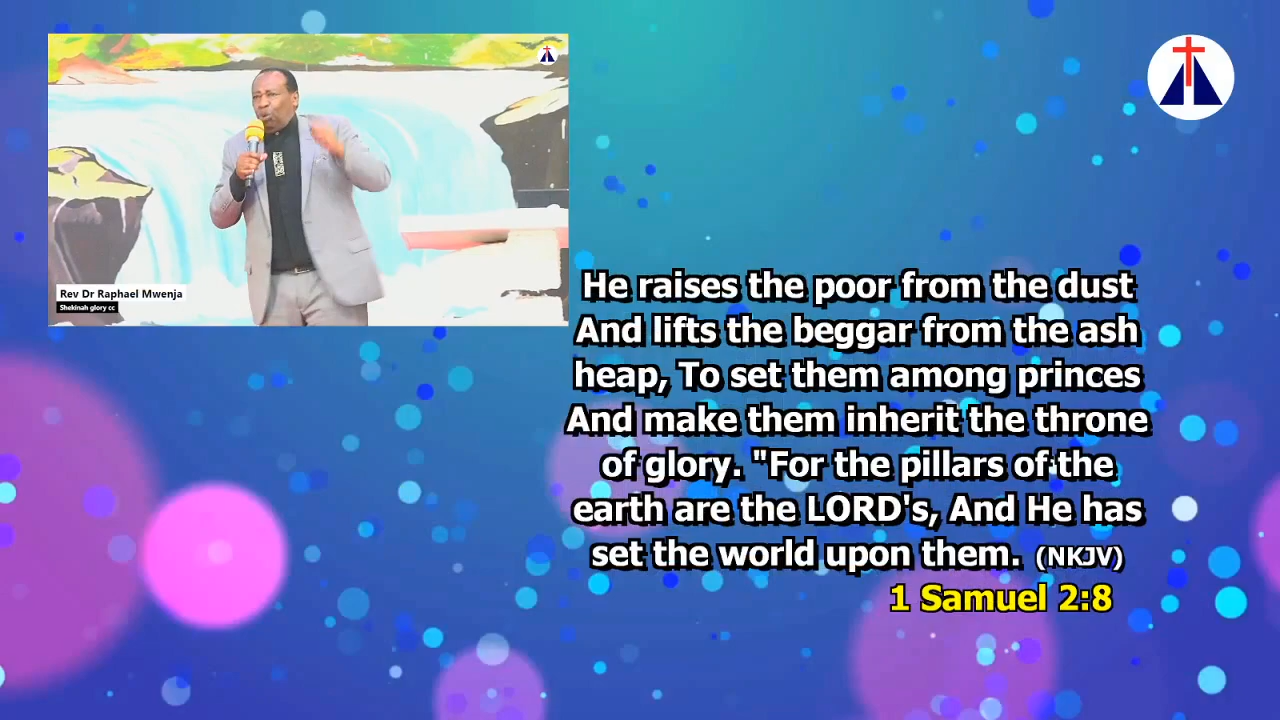 Rev Dr Raphael Mwenja
Shekinah glory cc
He raises the poor from the dust
And lifts the beggar from the ash
heap, To set them among princes
And make them inherit the throne
of glory. "For the pillars of the
earth are the LORD's, And He has
set the world upon them. (NKJV)
1 Samuel 2:8